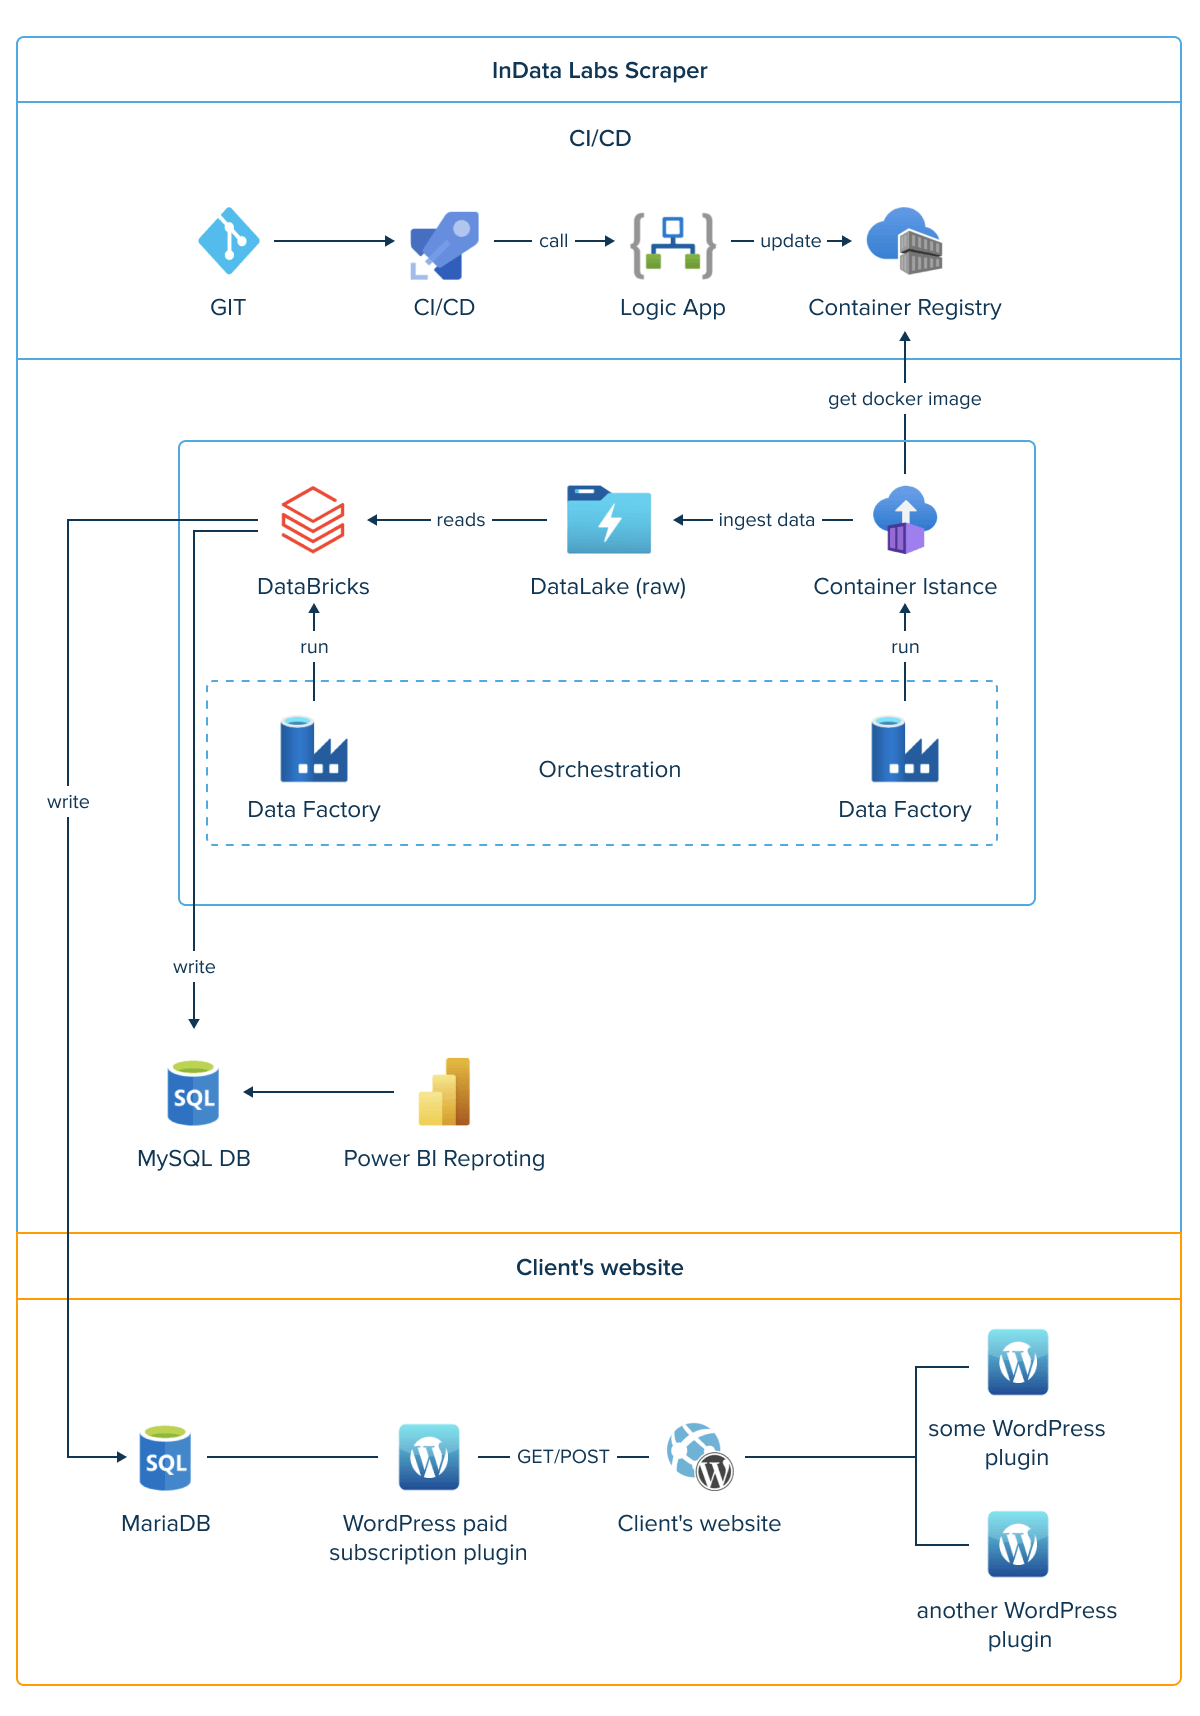 InData Labs Scraper
CI/CD
call
update
GIT
CI/CD
Logic App
Container Registry
get docker image
reads
ingest data
DataBricks
DataLake (raw)
Container Istance
run
run
Orchestration
Data Factory
Data Factory
write
write
SQL
MySQL DB
Power BI Reproting
Client's website
some WordPress
plugin
SQL
GET/POST
MariaDB
WordPress paid
subscription plugin
Client's website
another WordPress
plugin